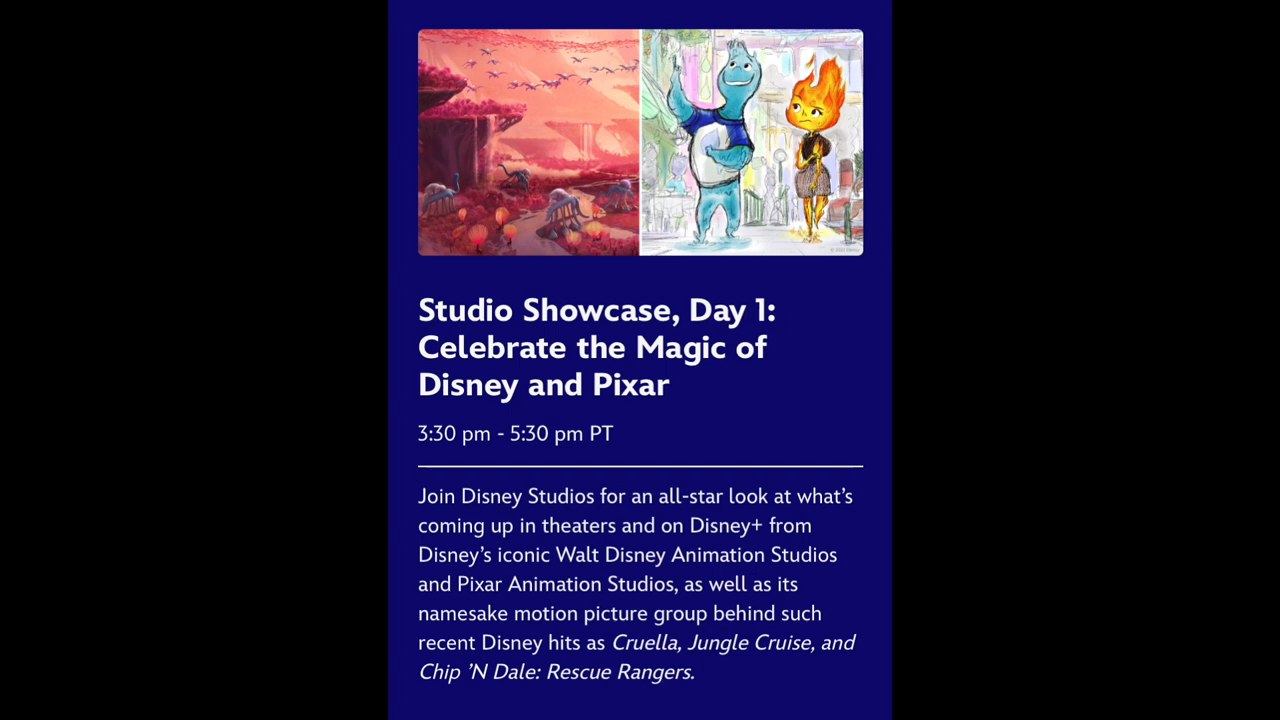 © 2022 Disney
Studio Showcase, Day 1:
Celebrate the Magic of
Disney and Pixar
3:30 pm - 5:30 pm PT
Join Disney Studios for an all-star look at what’s
coming up in theaters and on Disney+ from
Disney’s iconic Walt Disney Animation Studios
and Pixar Animation Studios, as well as its
namesake motion picture group behind such
recent Disney hits as Cruella, Jungle Cruise, and
Chip ’N Dale: Rescue Rangers.